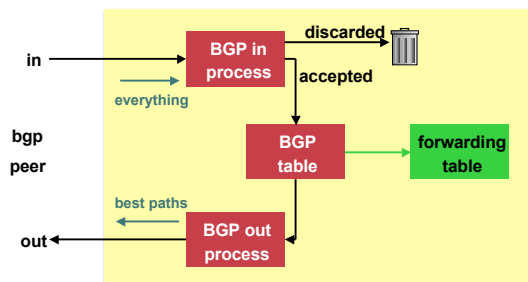 discarded
BGP in
process
in
accepted
everything
bgp
peer
BGP
table
forwarding
table
best paths
BGP out
process
out